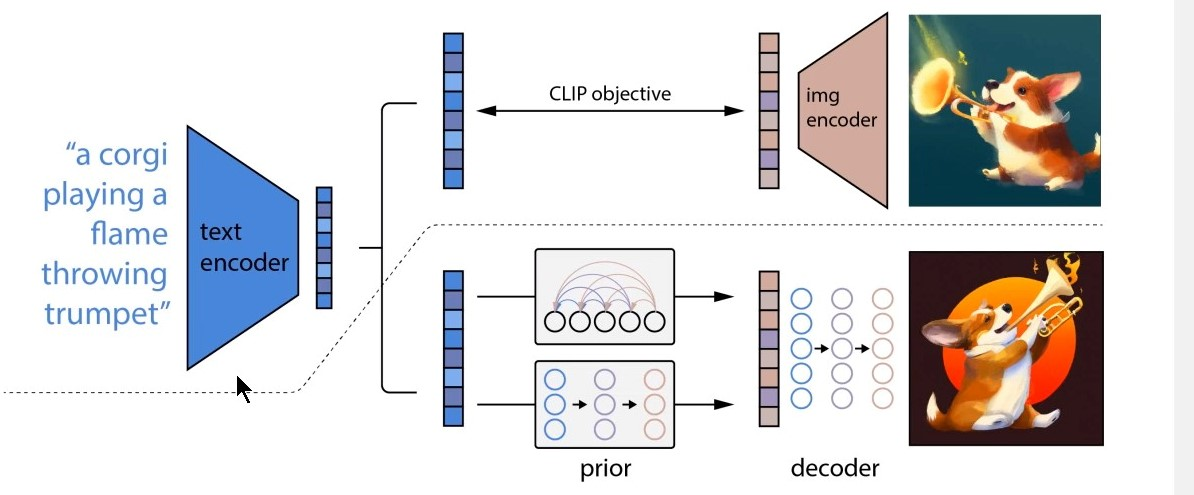 “a corgi
playing a
flame
throwing
trumpet”
text
encoder
CLIP objective
img
encoder
prior
decoder